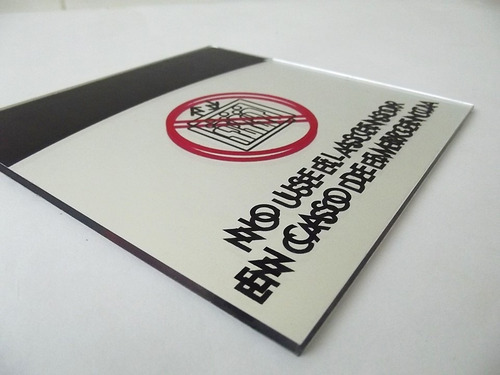 NO USE EL ASCENSOR
EN CASO DE EMERGENCIA